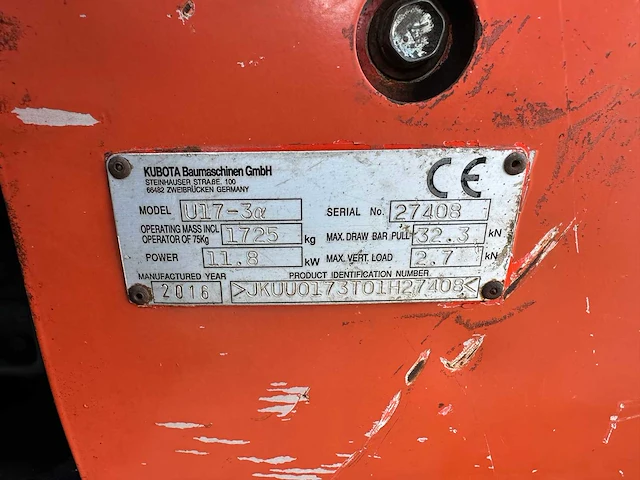 KUBOTA Baumaschinen GmbH
STEINHAUSER STRAßE, 100
66482 ZWEIBRÜCKEN GERMANY
CE
MODEL U17-3α SERIAL No. 27408
OPERATING MASS INCL. OPERATOR OF 75Kg 1725 kg MAX. DRAW BAR PULL 32.3 kN
POWER 11.8 kW MAX. VERT. LOAD 2.7 kN
MANUFACTURED YEAR PRODUCT IDENTIFICATION NUMBER
2016 >JKUU0173T01H27408<